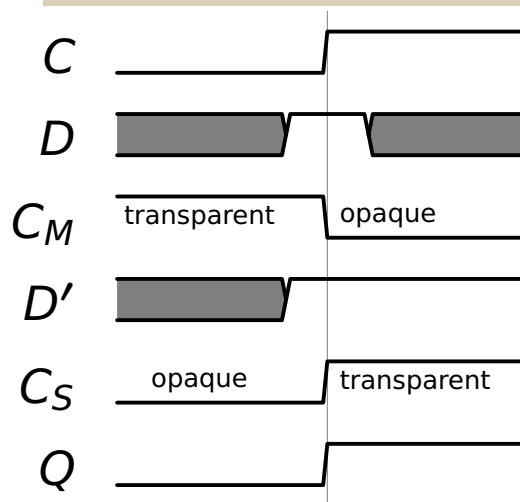 C
D
C_M
transparent opaque
D′
C_S
opaque transparent
Q